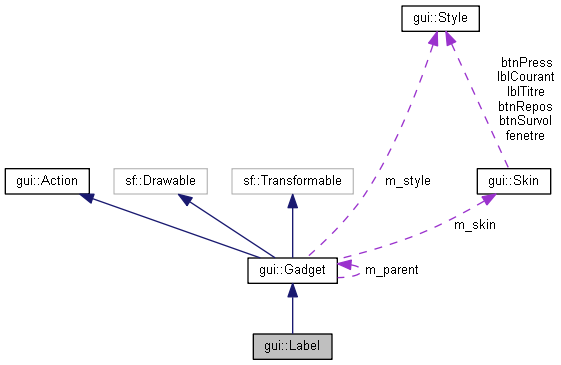 gui::Style
btnPress
lblCourant
lblTitre
btnRepos
btnSurvol
fenetre
gui::Action
sf::Drawable
sf::Transformable
m_style
gui::Skin
m_skin
gui::Gadget
m_parent
gui::Label